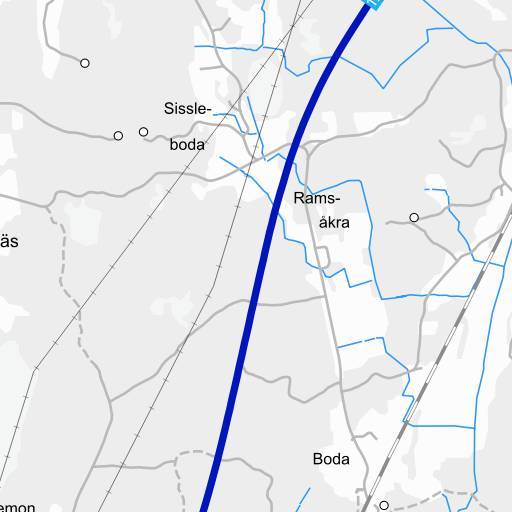 Sissle-
boda
Rams-
åkra
äs
Boda
emon